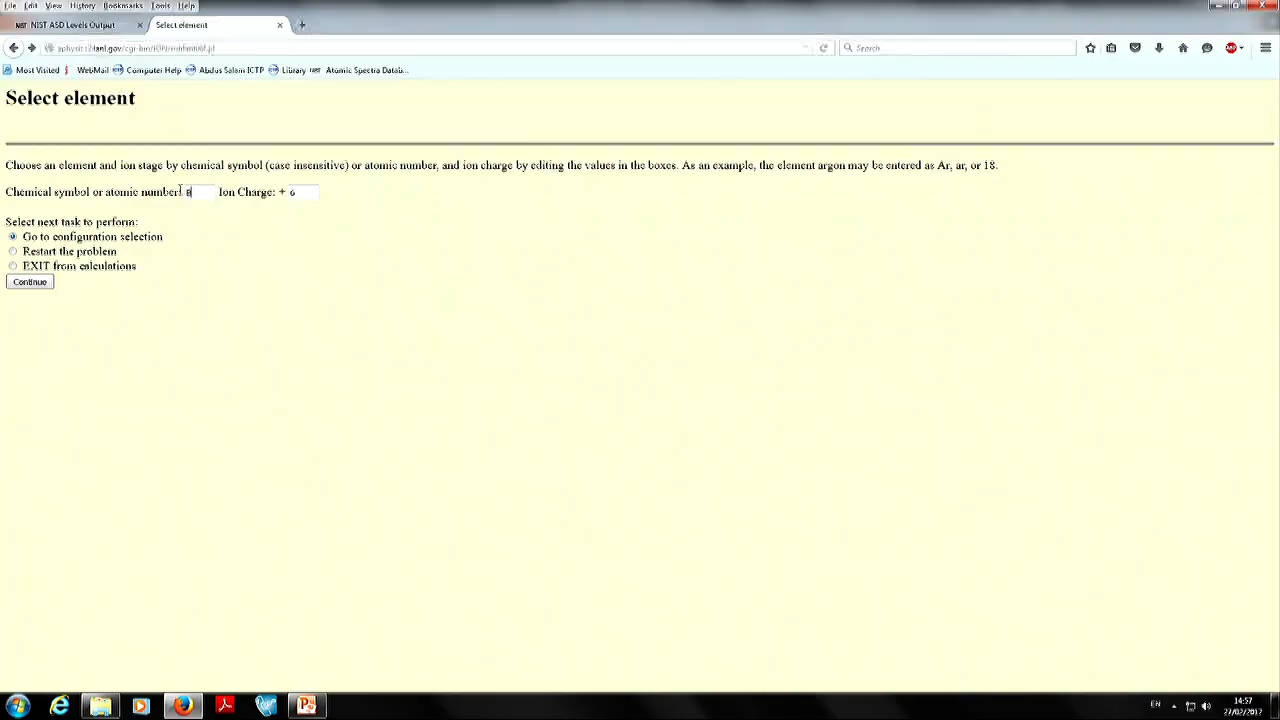 File Edit View History Bookmarks Tools Help
NIST ASD Levels Output
Select element
Search
Most Visited WebMail Computer Help Abdus Salam ICTP Library Atomic Spectra Datab...
Select element
Choose an element and ion stage by chemical symbol (case insensitive) or atomic number, and ion charge by editing the values in the boxes. As an example, the element argon may be entered as Ar, ar, or 18.
Chemical symbol or atomic number: Ion Charge: +
Select next task to perform:
Go to configuration selection
Restart the problem
EXIT from calculations
Continue
EN
14:57
27/02/2017